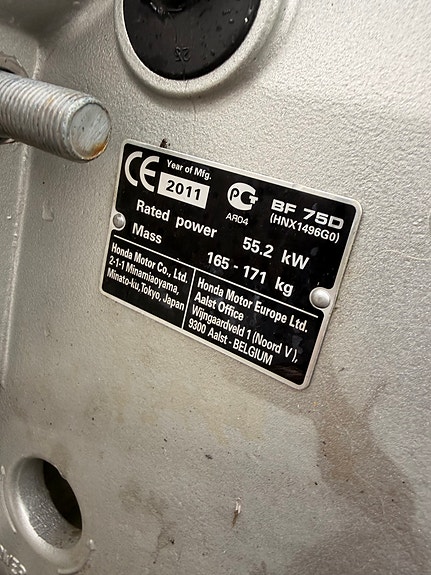 22
CE
Year of Mfg.
2011
PCT
AR04
BF 75D
(HNX1496G0)
Rated power 55.2 kW
Mass 165 - 171 kg
Honda Motor Co., Ltd.
2-1-1 Minamiaoyama,
Minato-ku,Tokyo, Japan
Honda Motor Europe Ltd.
Aalst Office
Wijngaardveld 1 (Noord V),
9300 Aalst - BELGIUM